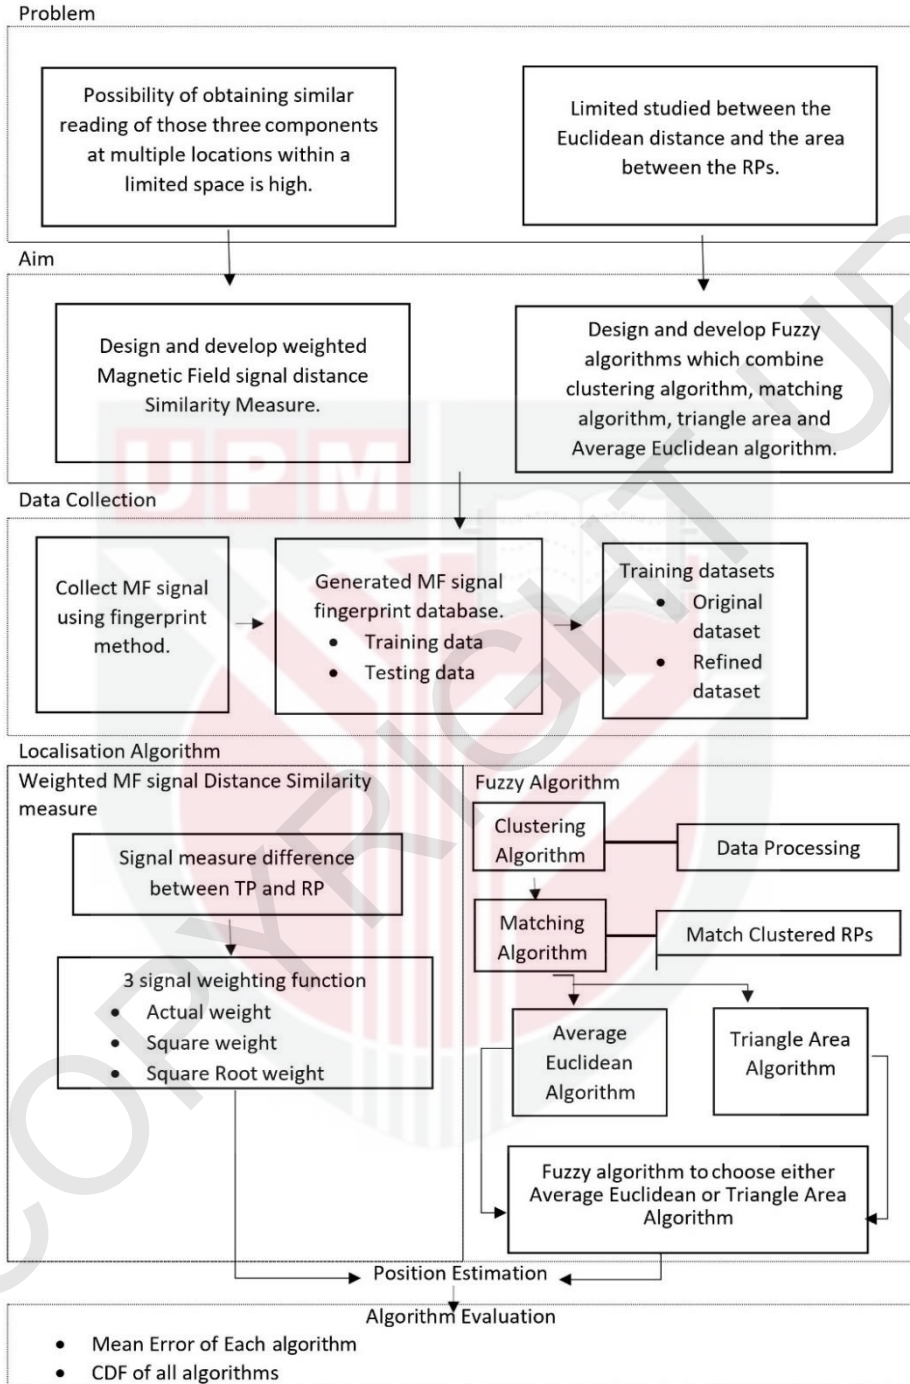 Problem
Possibility of obtaining similar
reading of those three components
at multiple locations within a
limited space is high.
Limited studied between the
Euclidean distance and the area
between the RPs.
Aim
Design and develop weighted
Magnetic Field signal distance
Similarity Measure.
Design and develop Fuzzy
algorithms which combine
clustering algorithm, matching
algorithm, triangle area and
Average Euclidean algorithm.
Data Collection
Collect MF signal
using fingerprint
method.
Generated MF signal
fingerprint database.
• Training data
• Testing data
Training datasets
• Original
dataset
• Refined
dataset
Localisation Algorithm
Weighted MF signal Distance Similarity
measure
Signal measure difference
between TP and RP
3 signal weighting function
• Actual weight
• Square weight
• Square Root weight
Fuzzy Algorithm
Clustering
Algorithm
Data Processing
Matching
Algorithm
Match Clustered RPs
Average
Euclidean
Algorithm
Triangle Area
Algorithm
Fuzzy algorithm to choose either
Average Euclidean or Triangle Area
Algorithm
Position Estimation
Algorithm Evaluation
• Mean Error of Each algorithm
• CDF of all algorithms
UPM
COPYRIGHT UP